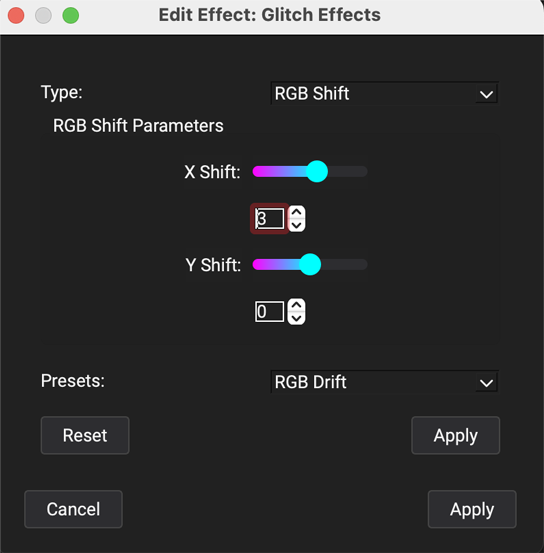 Edit Effect: Glitch Effects
Type: RGB Shift
RGB Shift Parameters
X Shift:
3
Y Shift:
0
Presets: RGB Drift
Reset Apply
Cancel Apply